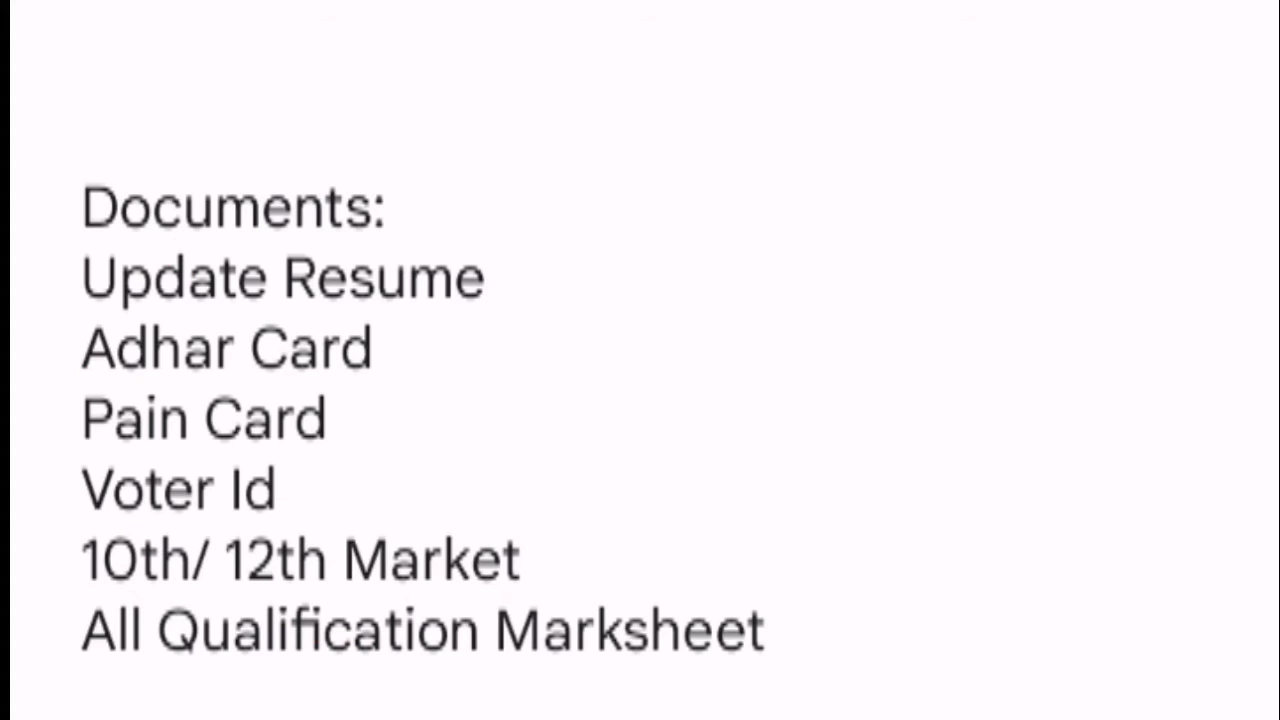 Documents:
Update Resume
Adhar Card
Pain Card
Voter Id
10th/ 12th Market
All Qualification Marksheet